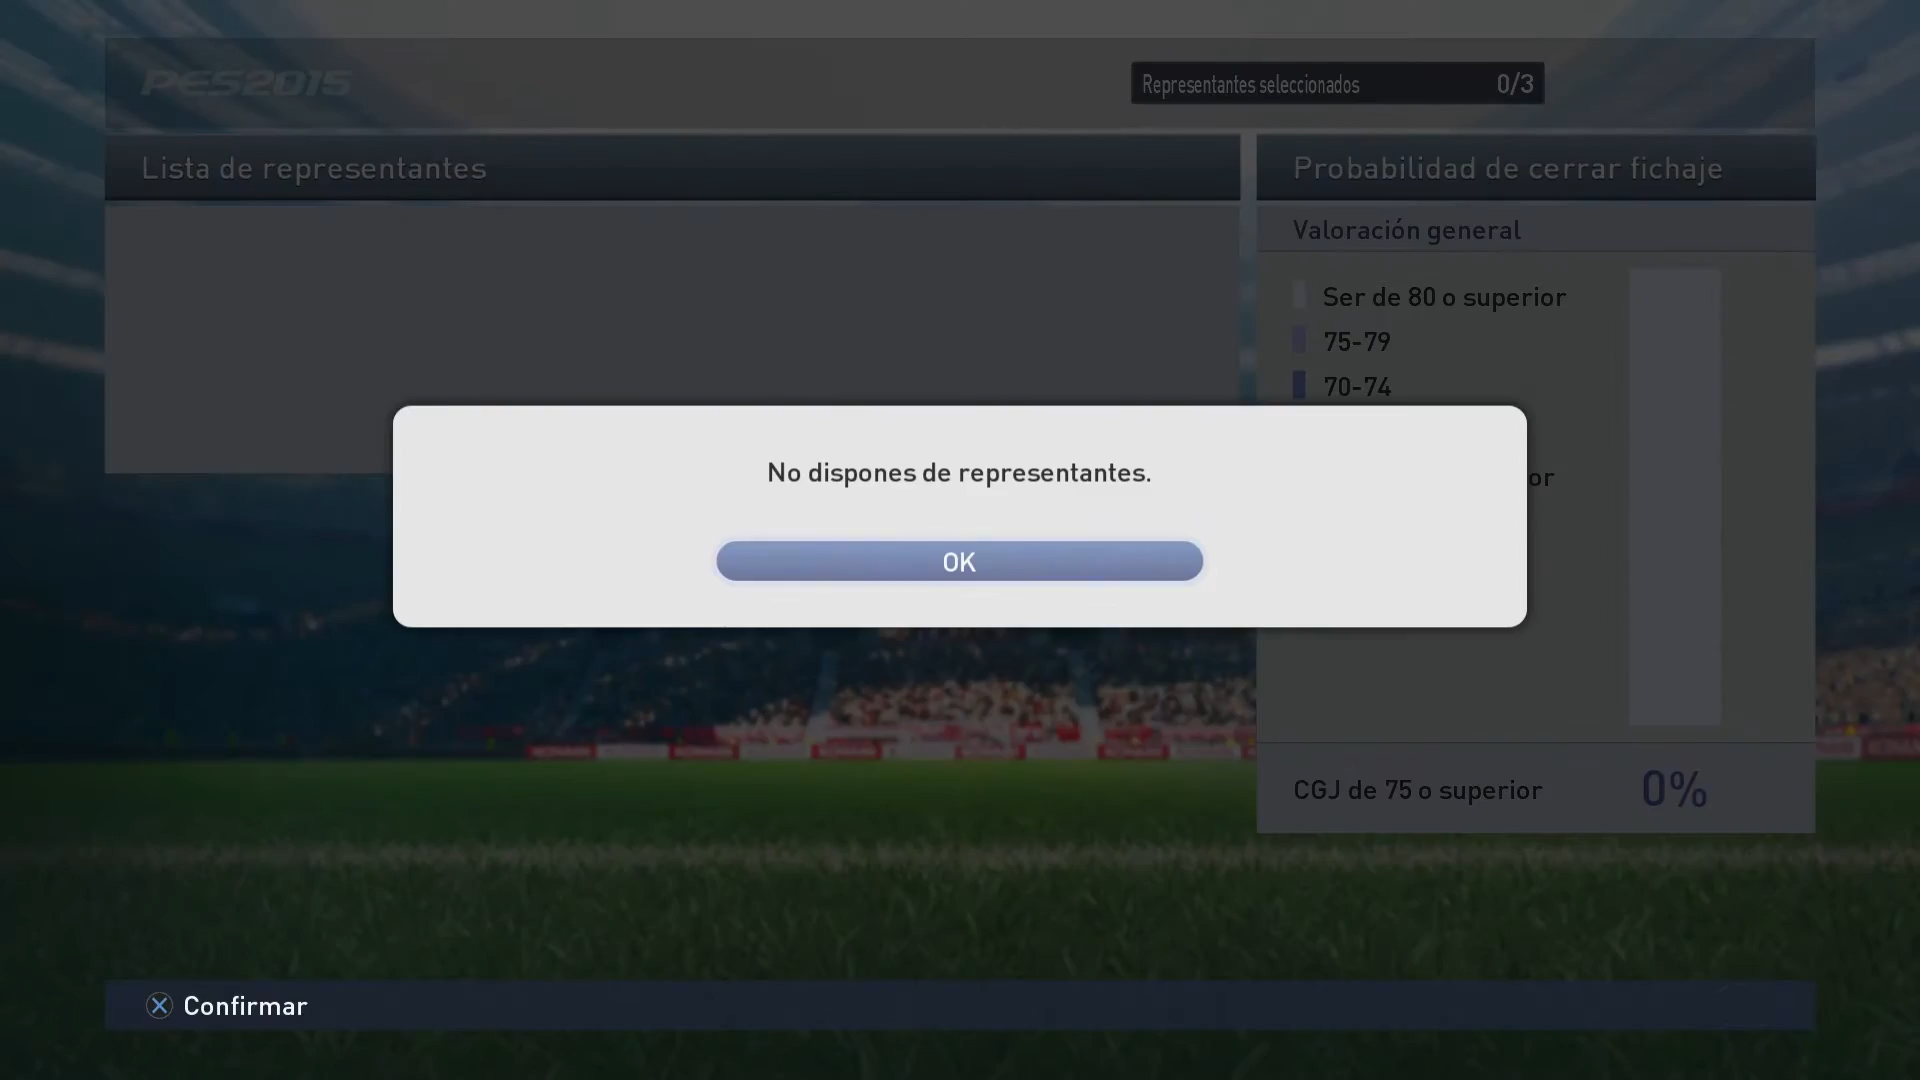 PES2015
Representantes seleccionados 0/3
Lista de representantes
Probabilidad de cerrar fichaje
Valoración general
Ser de 80 o superior
75-79
70-74
or
No dispones de representantes.
OK
CGJ de 75 o superior 0%
Confirmar